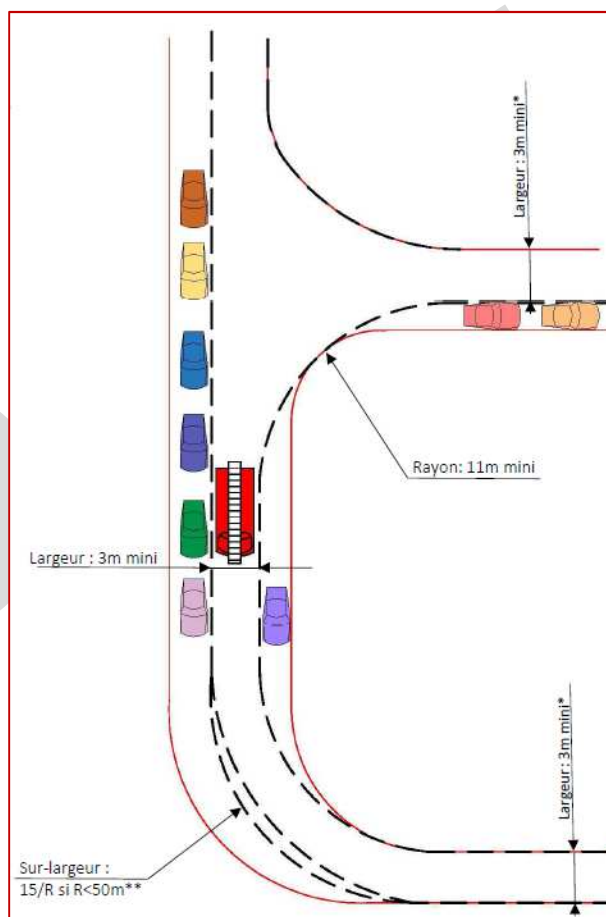 Largeur : 3m mini*
Rayon: 11m mini
Largeur : 3m mini
Largeur : 3m mini*
Sur-largeur :
15/R si R<50m**